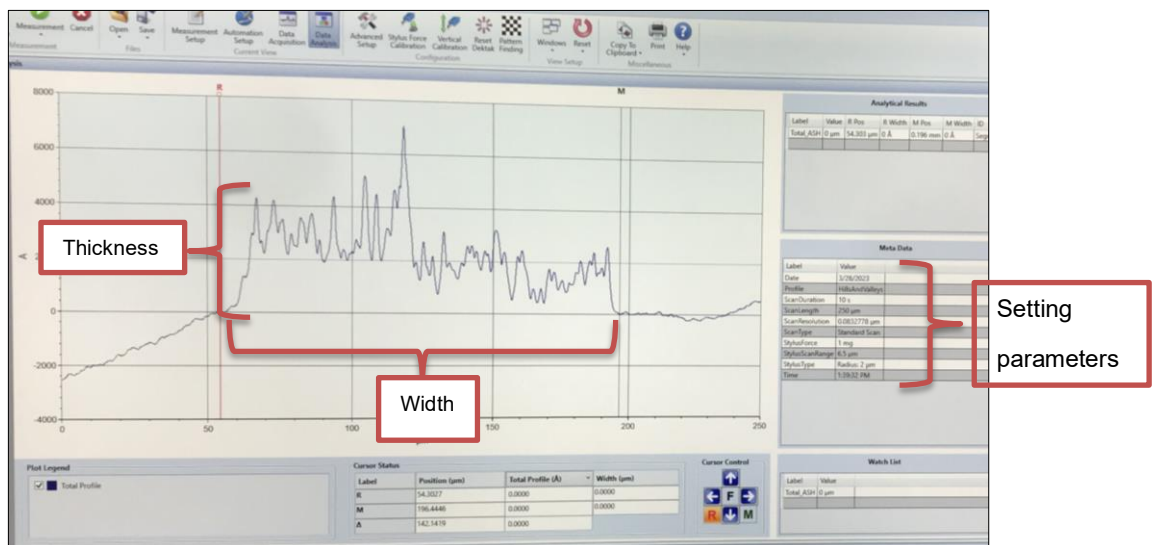 Measurement Cancel Open Save Measurement Setup Automation Setup Data Acquisition Data Analysis Advanced Setup Stylus Force Calibration Vertical Calibration Reset Dektak Pattern Finding Windows Reset Copy To Clipboard Print Help
Files Current View Configuration View Setup Miscellaneous
R
M
8000
6000
4000
0
-2000
-4000
0
50
100
150
200
250
Thickness
Width
Setting
parameters
Analytical Results
Label Value R Pos R Width M Pos M Width ID
Total_ASH 0 μm 54.303 μm 0 Å 0.196 mm 0 Å
Meta Data
Label Value
Date 3/28/2023
Profile HillsAndValleys
ScanDuration 10 s
ScanLength 250 μm
ScanResolution 0.0832778 μm
ScanType Standard Scan
StylusForce 1 mg
StylusScanRange 6.5 μm
StylusType Radius: 2 μm
Time 1:39:02 PM
Plot Legend
Total Profile
Cursor Status
Label Position (μm) Total Profile (Å) Width (μm)
R 54.3027 0.0000 0.0000
M 196.4446 0.0000 0.0000
Δ 142.1419 0.0000
Cursor Control
F
R M
Watch List
Label Value
Total_ASH 0 μm